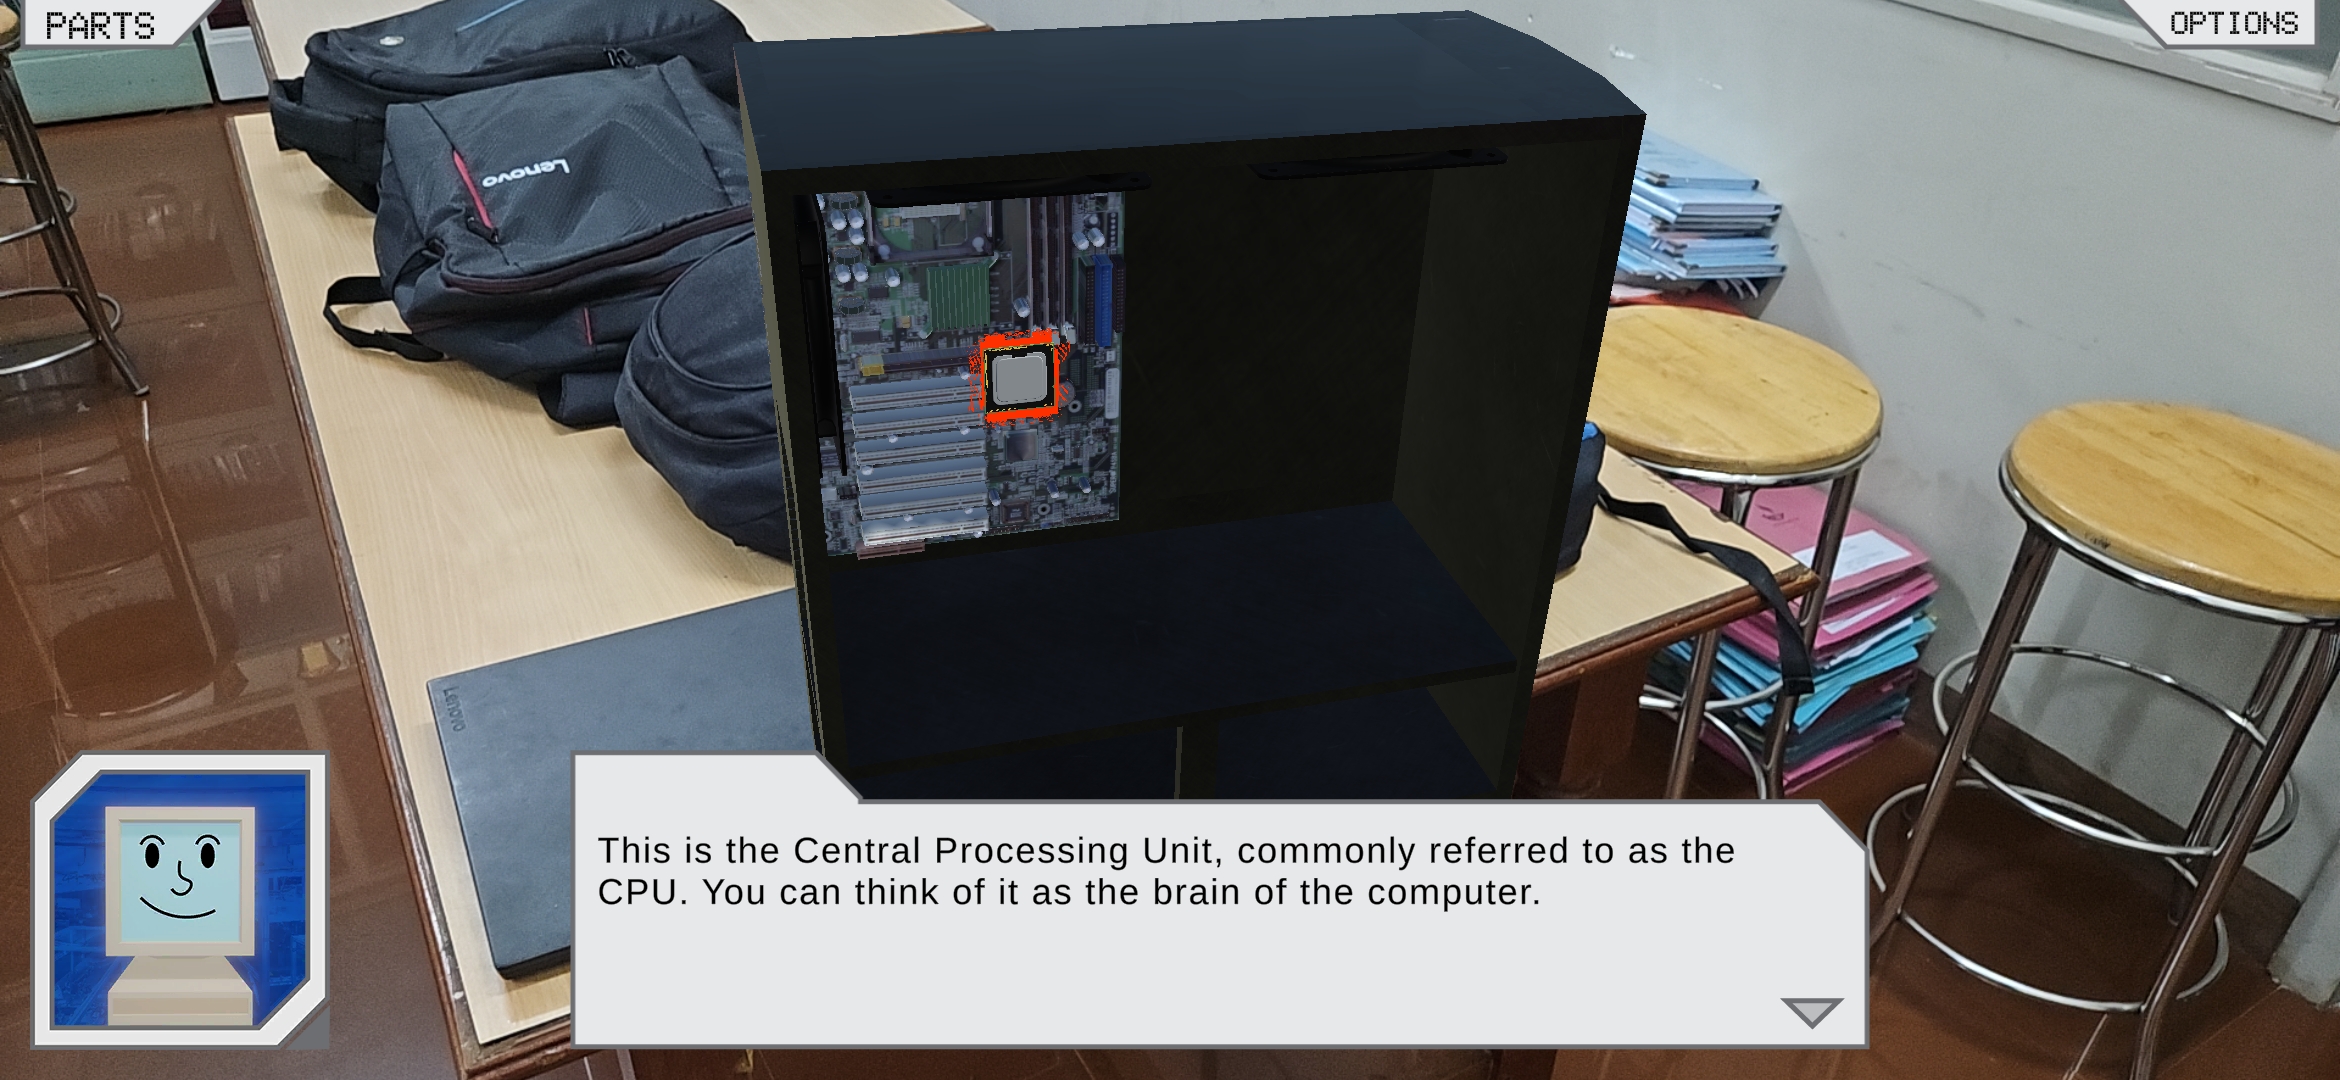 PARTS
OPTIONS
Lenovo
Lenovo
This is the Central Processing Unit, commonly referred to as the
CPU. You can think of it as the brain of the computer.